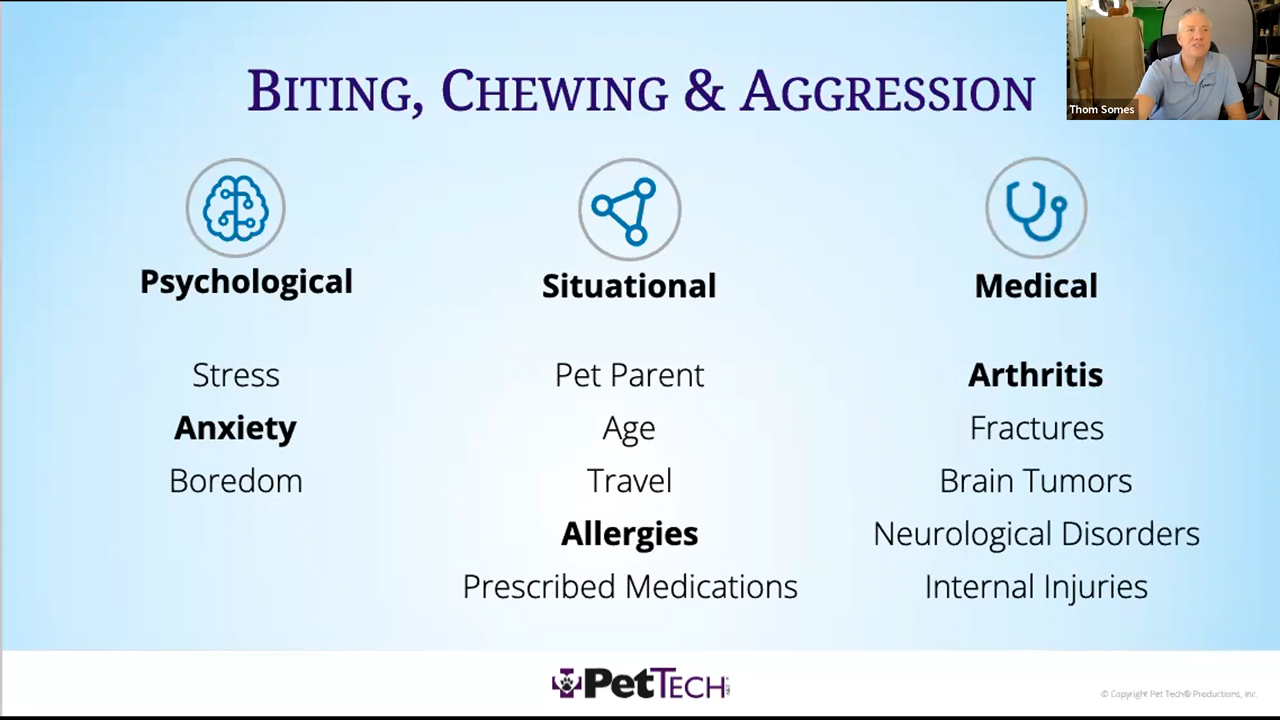 BITING, CHEWING & AGGRESSION
Thom Somes
Psychological
Stress
Anxiety
Boredom
Situational
Pet Parent
Age
Travel
Allergies
Prescribed Medications
Medical
Arthritis
Fractures
Brain Tumors
Neurological Disorders
Internal Injuries
PetTECH
© Copyright Pet Tech® Productions, Inc.